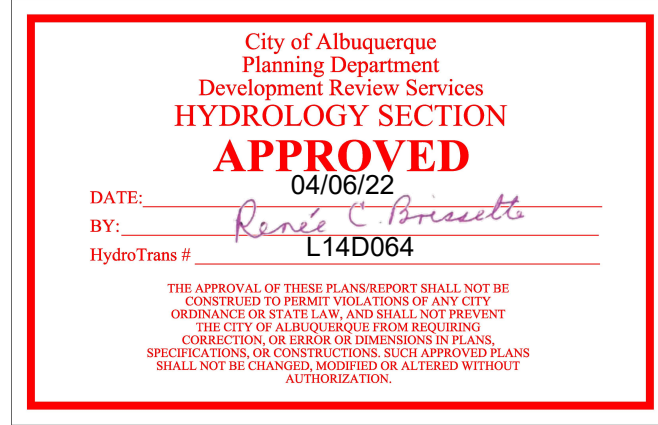 City of Albuquerque
Planning Department
Development Review Services
HYDROLOGY SECTION
APPROVED
DATE: 04/06/22
BY: Renée C. Brissette
HydroTrans # L14D064
THE APPROVAL OF THESE PLANS/REPORT SHALL NOT BE
CONSTRUED TO PERMIT VIOLATIONS OF ANY CITY
ORDINANCE OR STATE LAW, AND SHALL NOT PREVENT
THE CITY OF ALBUQUERQUE FROM REQUIRING
CORRECTION, OR ERROR OR DIMENSIONS IN PLANS,
SPECIFICATIONS, OR CONSTRUCTIONS. SUCH APPROVED PLANS
SHALL NOT BE CHANGED, MODIFIED OR ALTERED WITHOUT
AUTHORIZATION.